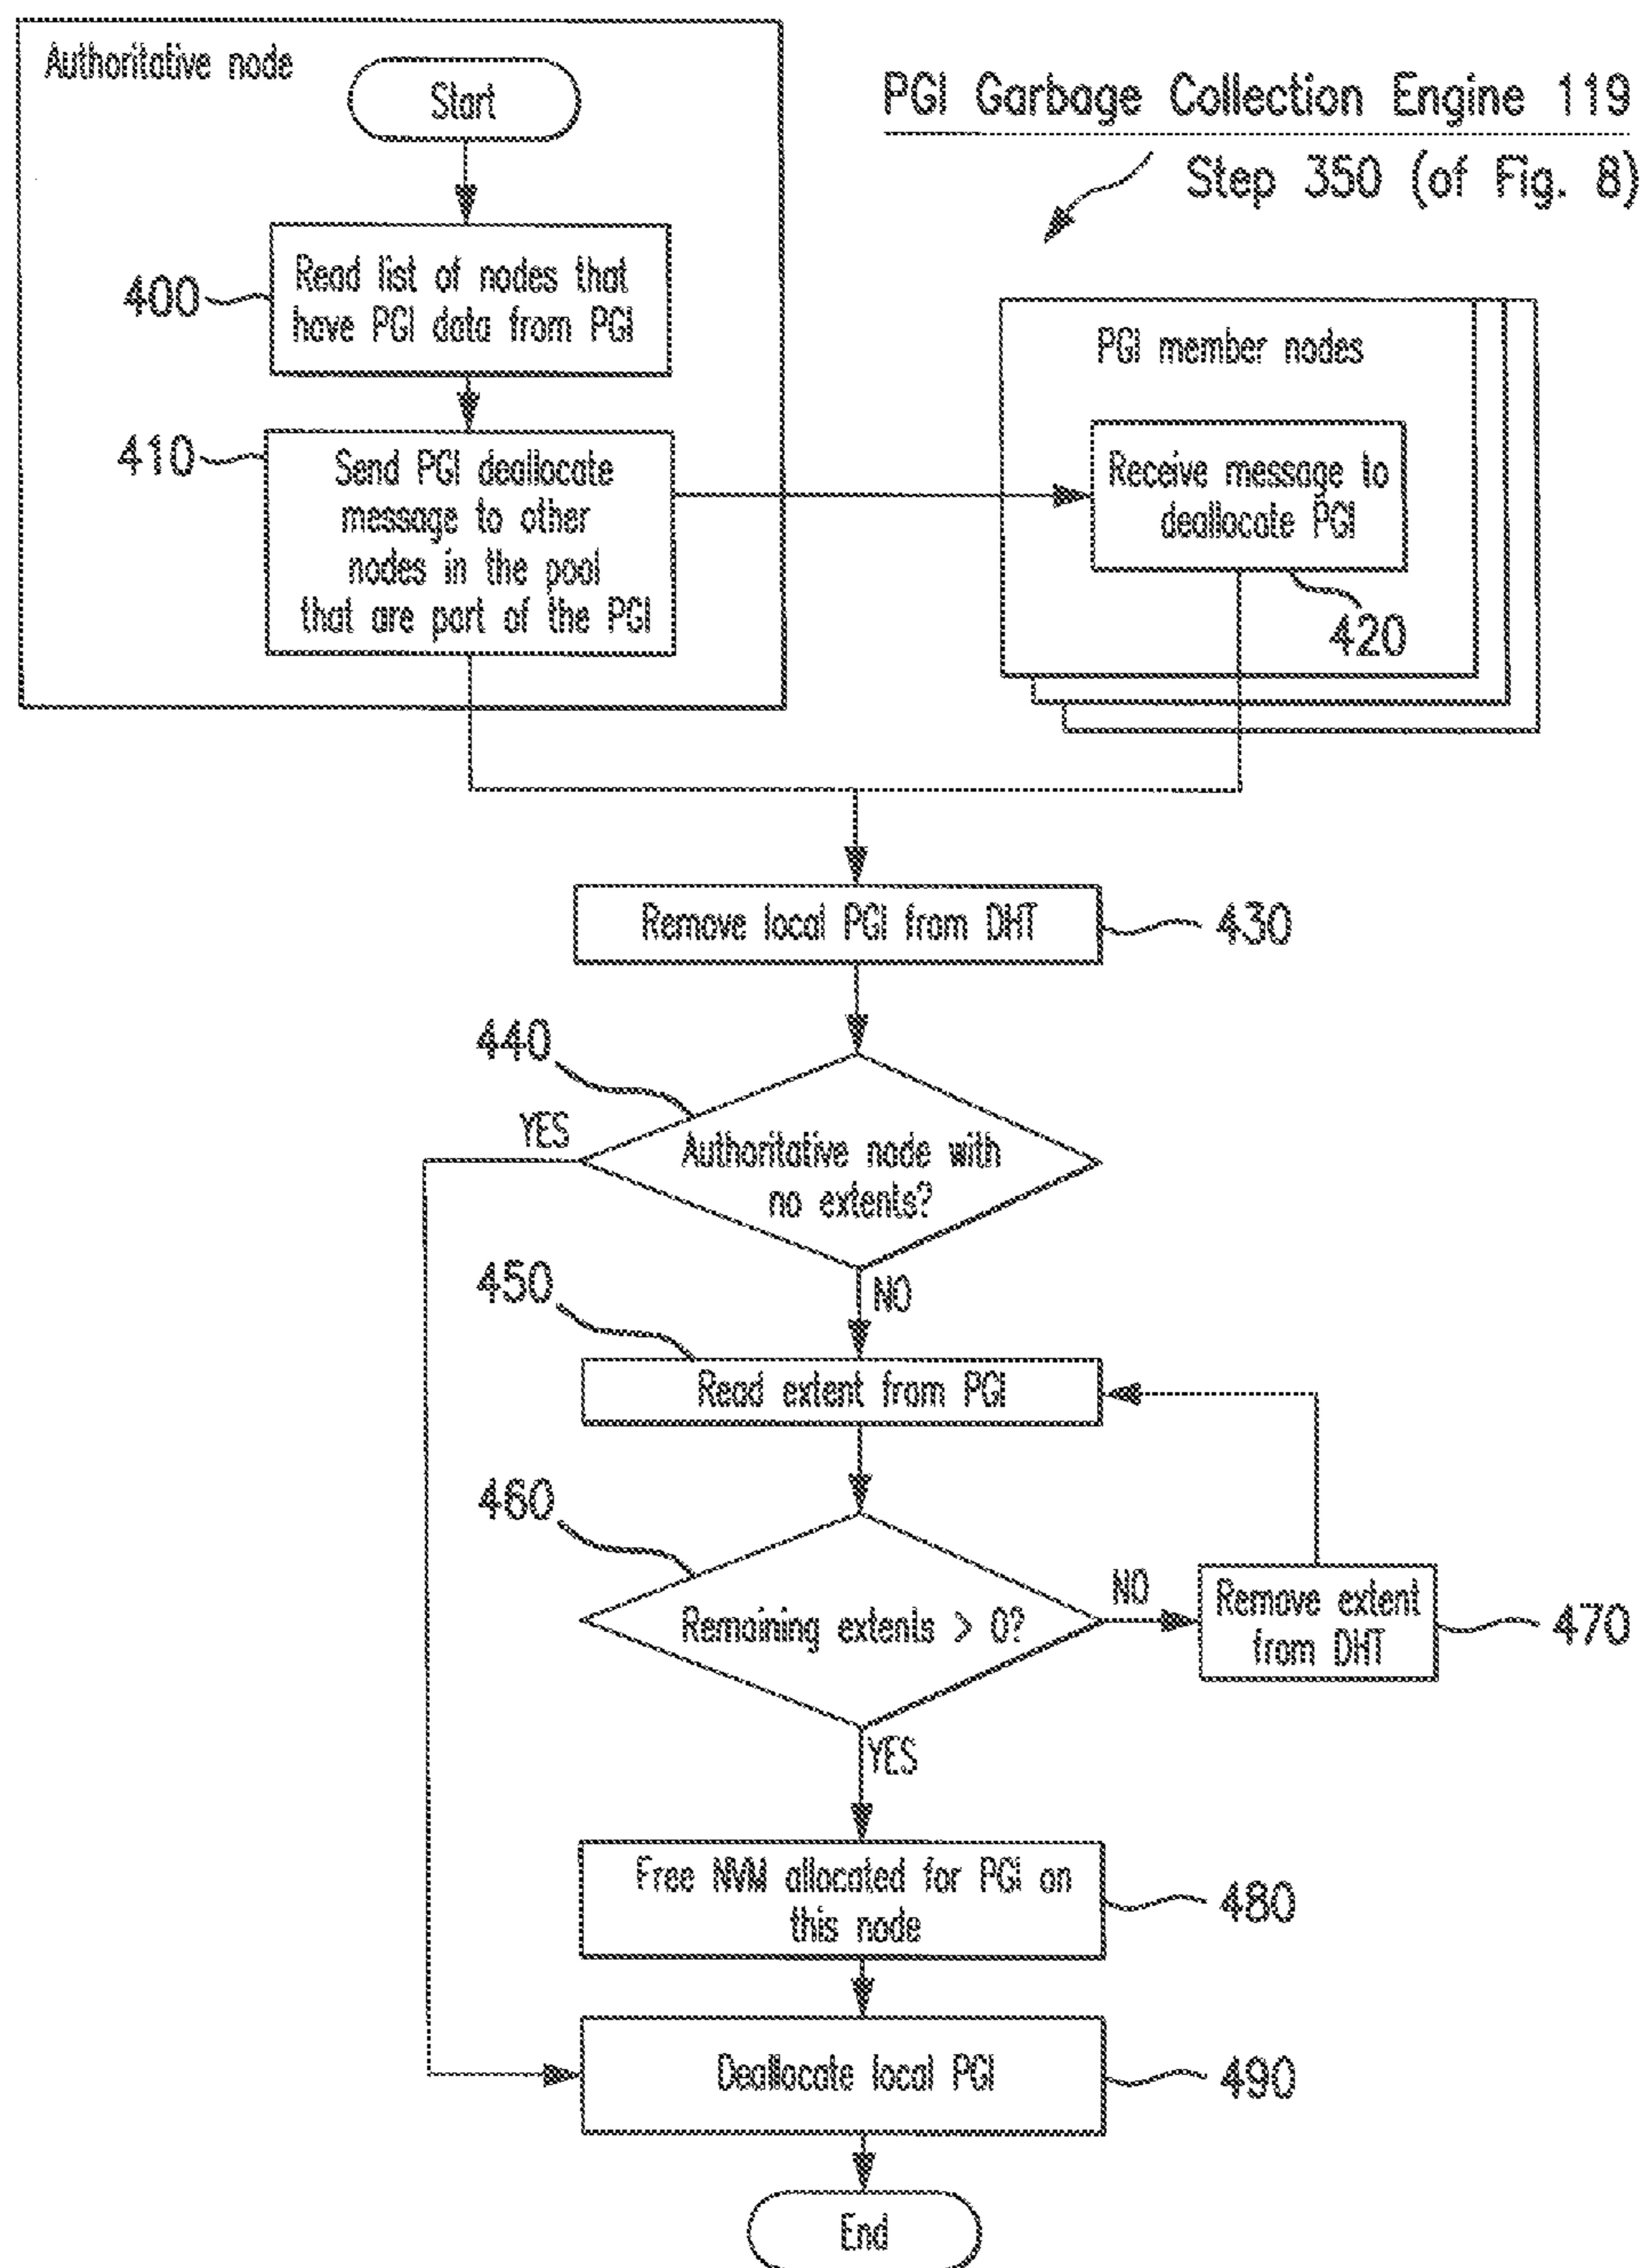 Authoritative node
Start
PGI Garbage Collection Engine 119
Step 350 (of Fig. 8)
400
Read list of nodes that
have PGI data from PGI
PGI member nodes
410
Send PGI deallocate
message to other
nodes in the pool
that are part of the PGI
Receive message to
deallocate PGI
420
Remove local PGI from DHT
430
440
YES
Authoritative node with
no extents?
NO
450
Read extent from PGI
460
Remaining extents > 0?
NO
Remove extent
from DHT
470
YES
Free NVM allocated for PGI on
this node
480
Deallocate local PGI
490
End